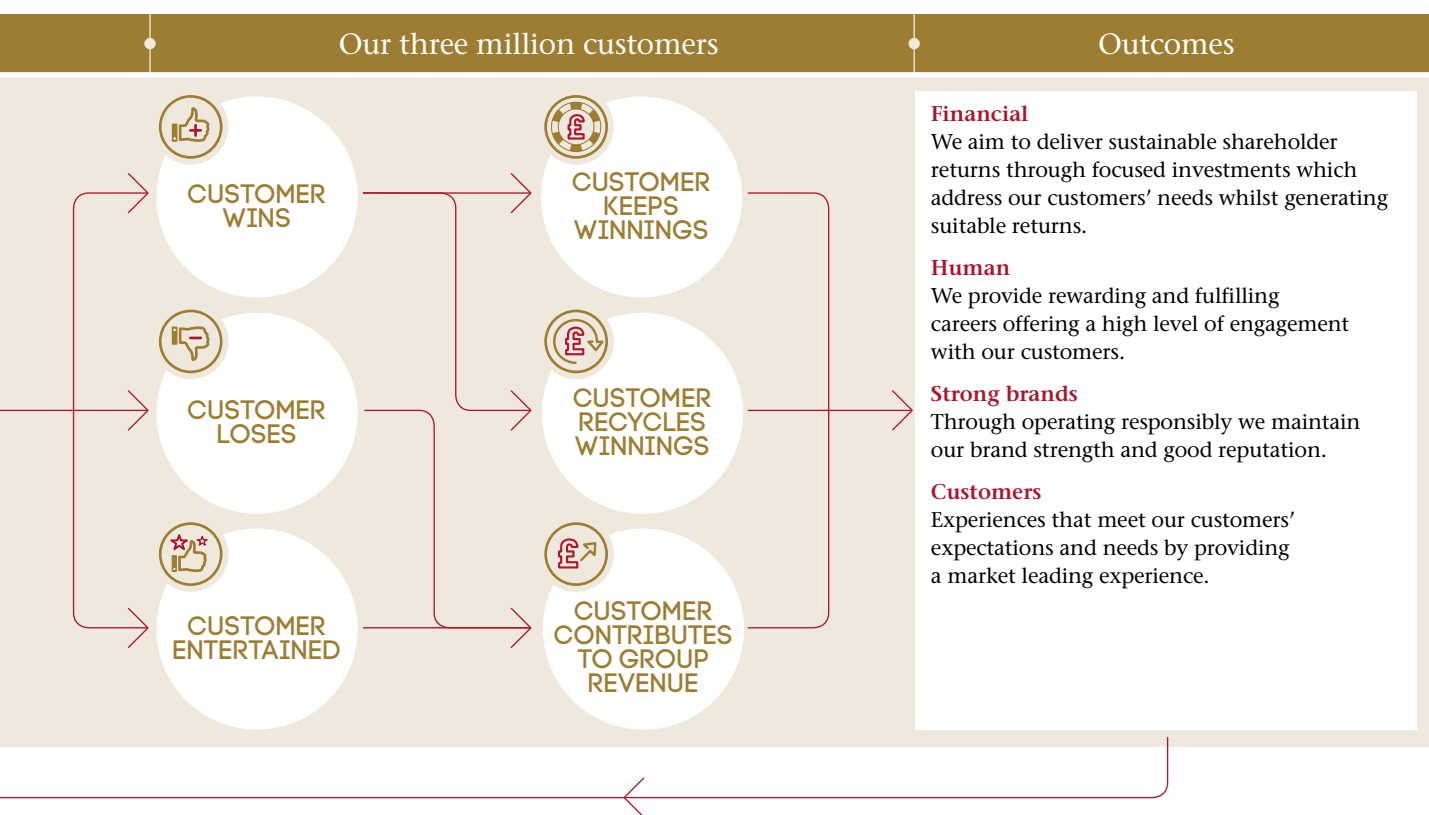 Our three million customers
Outcomes
CUSTOMER
WINS
CUSTOMER
KEEPS
WINNINGS
CUSTOMER
LOSES
CUSTOMER
RECYCLES
WINNINGS
CUSTOMER
ENTERTAINED
CUSTOMER
CONTRIBUTES
TO GROUP
REVENUE
£
£
£
Financial
We aim to deliver sustainable shareholder
returns through focused investments which
address our customers’ needs whilst generating
suitable returns.
Human
We provide rewarding and fulfilling
careers offering a high level of engagement
with our customers.
Strong brands
Through operating responsibly we maintain
our brand strength and good reputation.
Customers
Experiences that meet our customers’
expectations and needs by providing
a market leading experience.